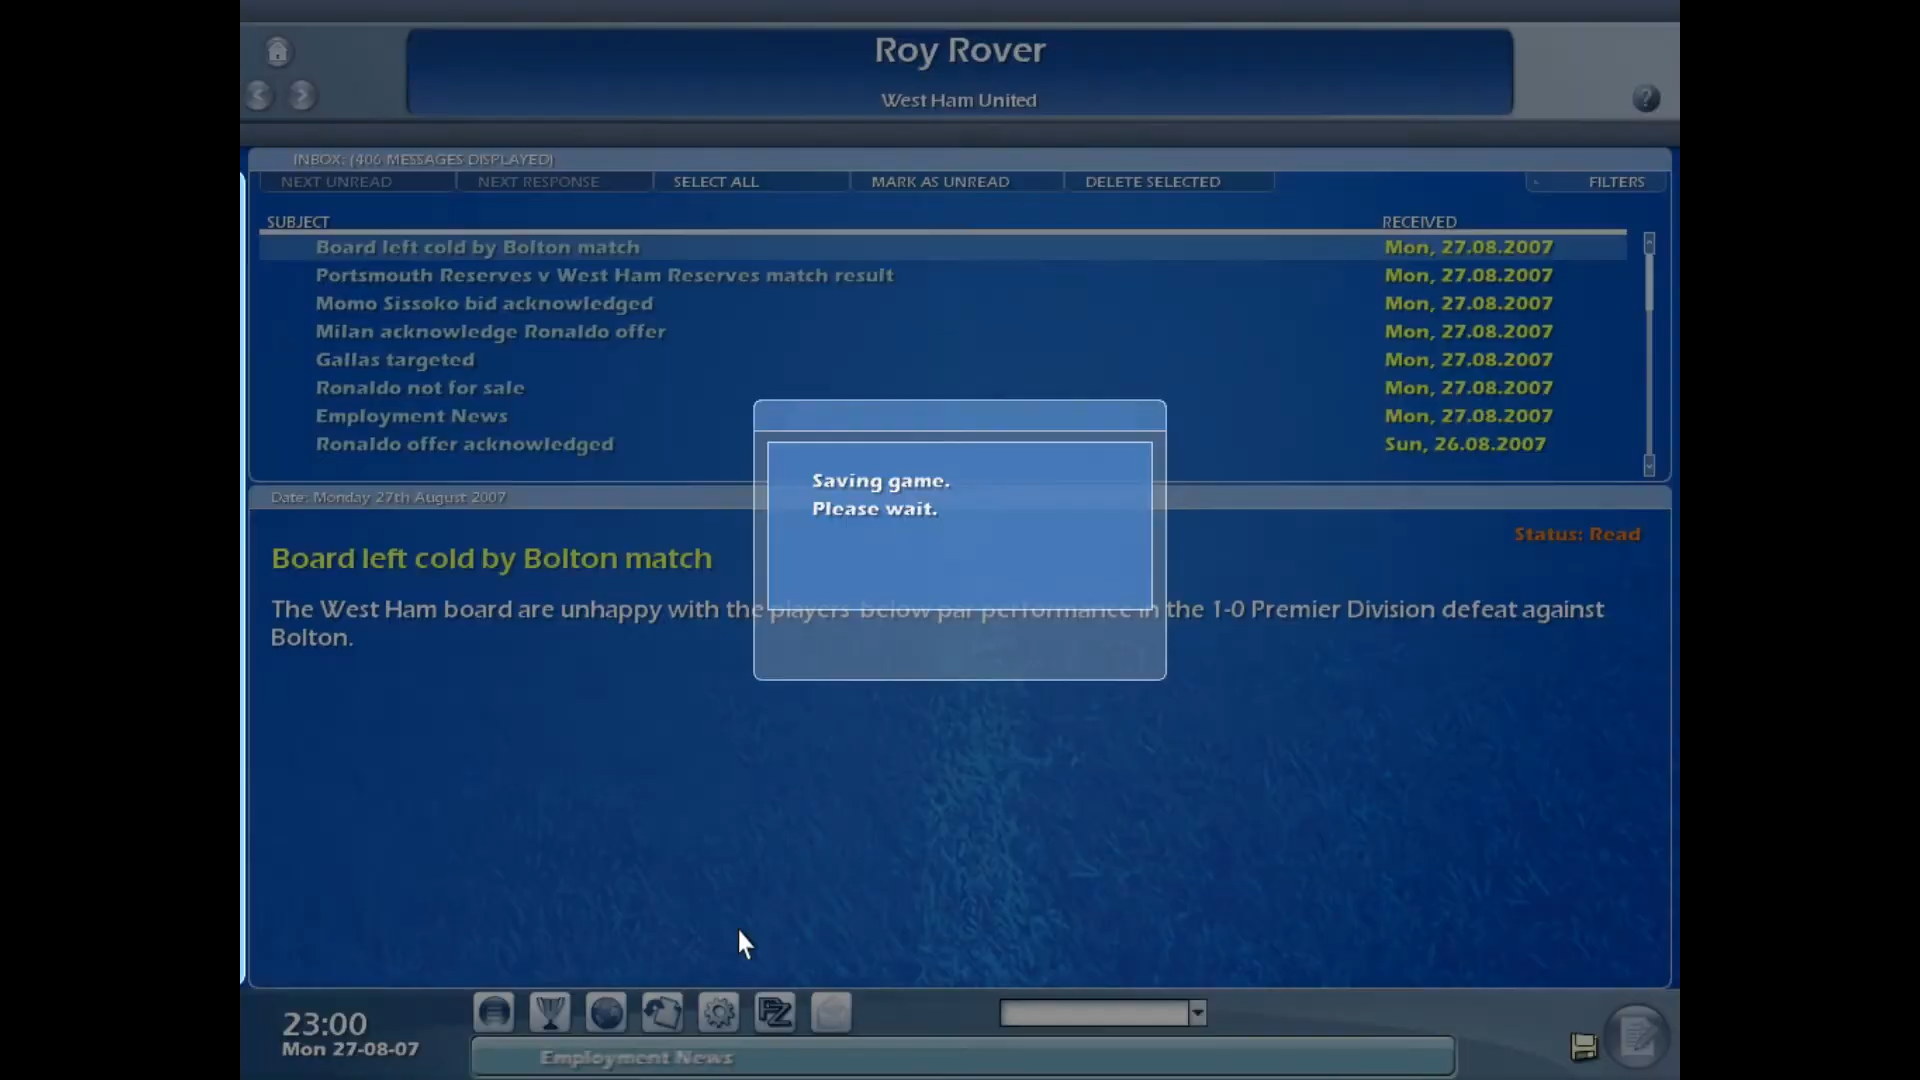 Roy Rover
West Ham United
?
INBOX: (406 MESSAGES DISPLAYED)
NEXT UNREAD NEXT RESPONSE SELECT ALL MARK AS UNREAD DELETE SELECTED FILTERS
SUBJECT RECEIVED
Board left cold by Bolton match Mon, 27.08.2007
Portsmouth Reserves v West Ham Reserves match result Mon, 27.08.2007
Momo Sissoko bid acknowledged Mon, 27.08.2007
Milan acknowledge Ronaldo offer Mon, 27.08.2007
Gallas targeted Mon, 27.08.2007
Ronaldo not for sale Mon, 27.08.2007
Employment News Mon, 27.08.2007
Ronaldo offer acknowledged Sun, 26.08.2007
Saving game.
Please wait.
Date: Monday 27th August 2007
Status: Read
Board left cold by Bolton match
The West Ham board are unhappy with the players below par performance in the 1-0 Premier Division defeat against
Bolton.
23:00
Mon 27-08-07
Employment News